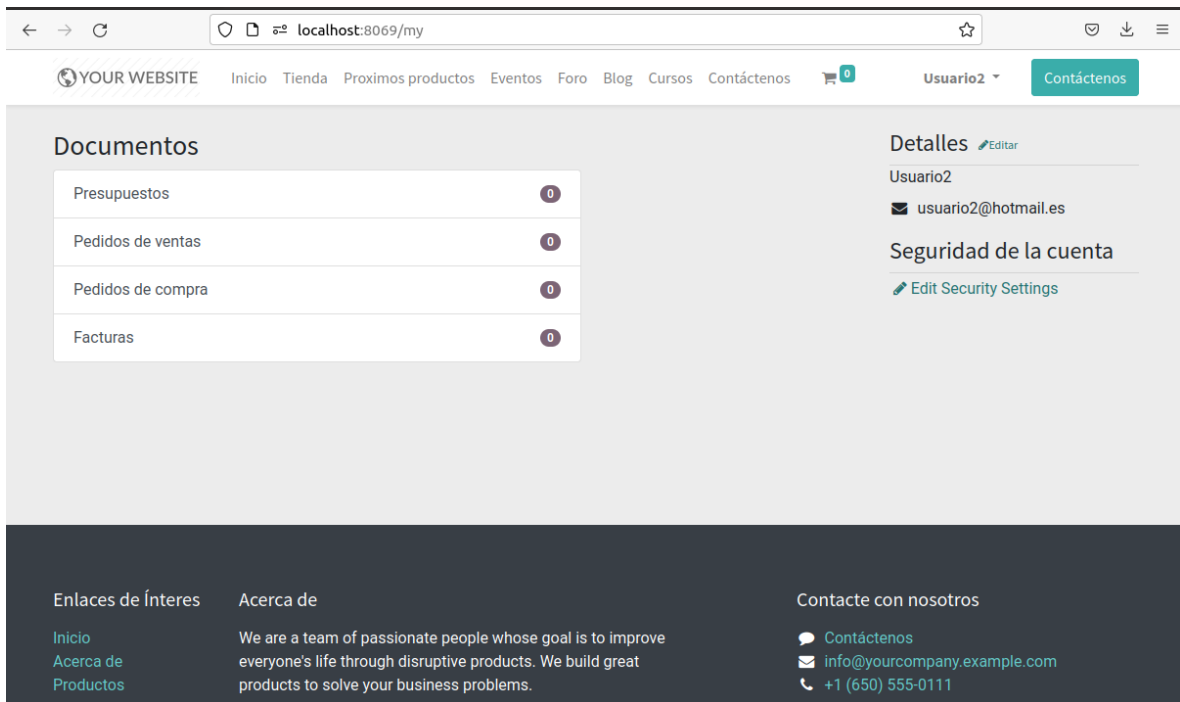 localhost:8069/my
YOUR WEBSITE Inicio Tienda Proximos productos Eventos Foro Blog Cursos Contáctenos 0 Usuario2 Contáctenos
Documentos
Presupuestos 0
Pedidos de ventas 0
Pedidos de compra 0
Facturas 0
Detalles Editar
Usuario2
usuario2@hotmail.es
Seguridad de la cuenta
Edit Security Settings
Enlaces de Ínteres
Inicio
Acerca de
Productos
Acerca de
We are a team of passionate people whose goal is to improve
everyone's life through disruptive products. We build great
products to solve your business problems.
Contacte con nosotros
Contáctenos
info@yourcompany.example.com
+1 (650) 555-0111